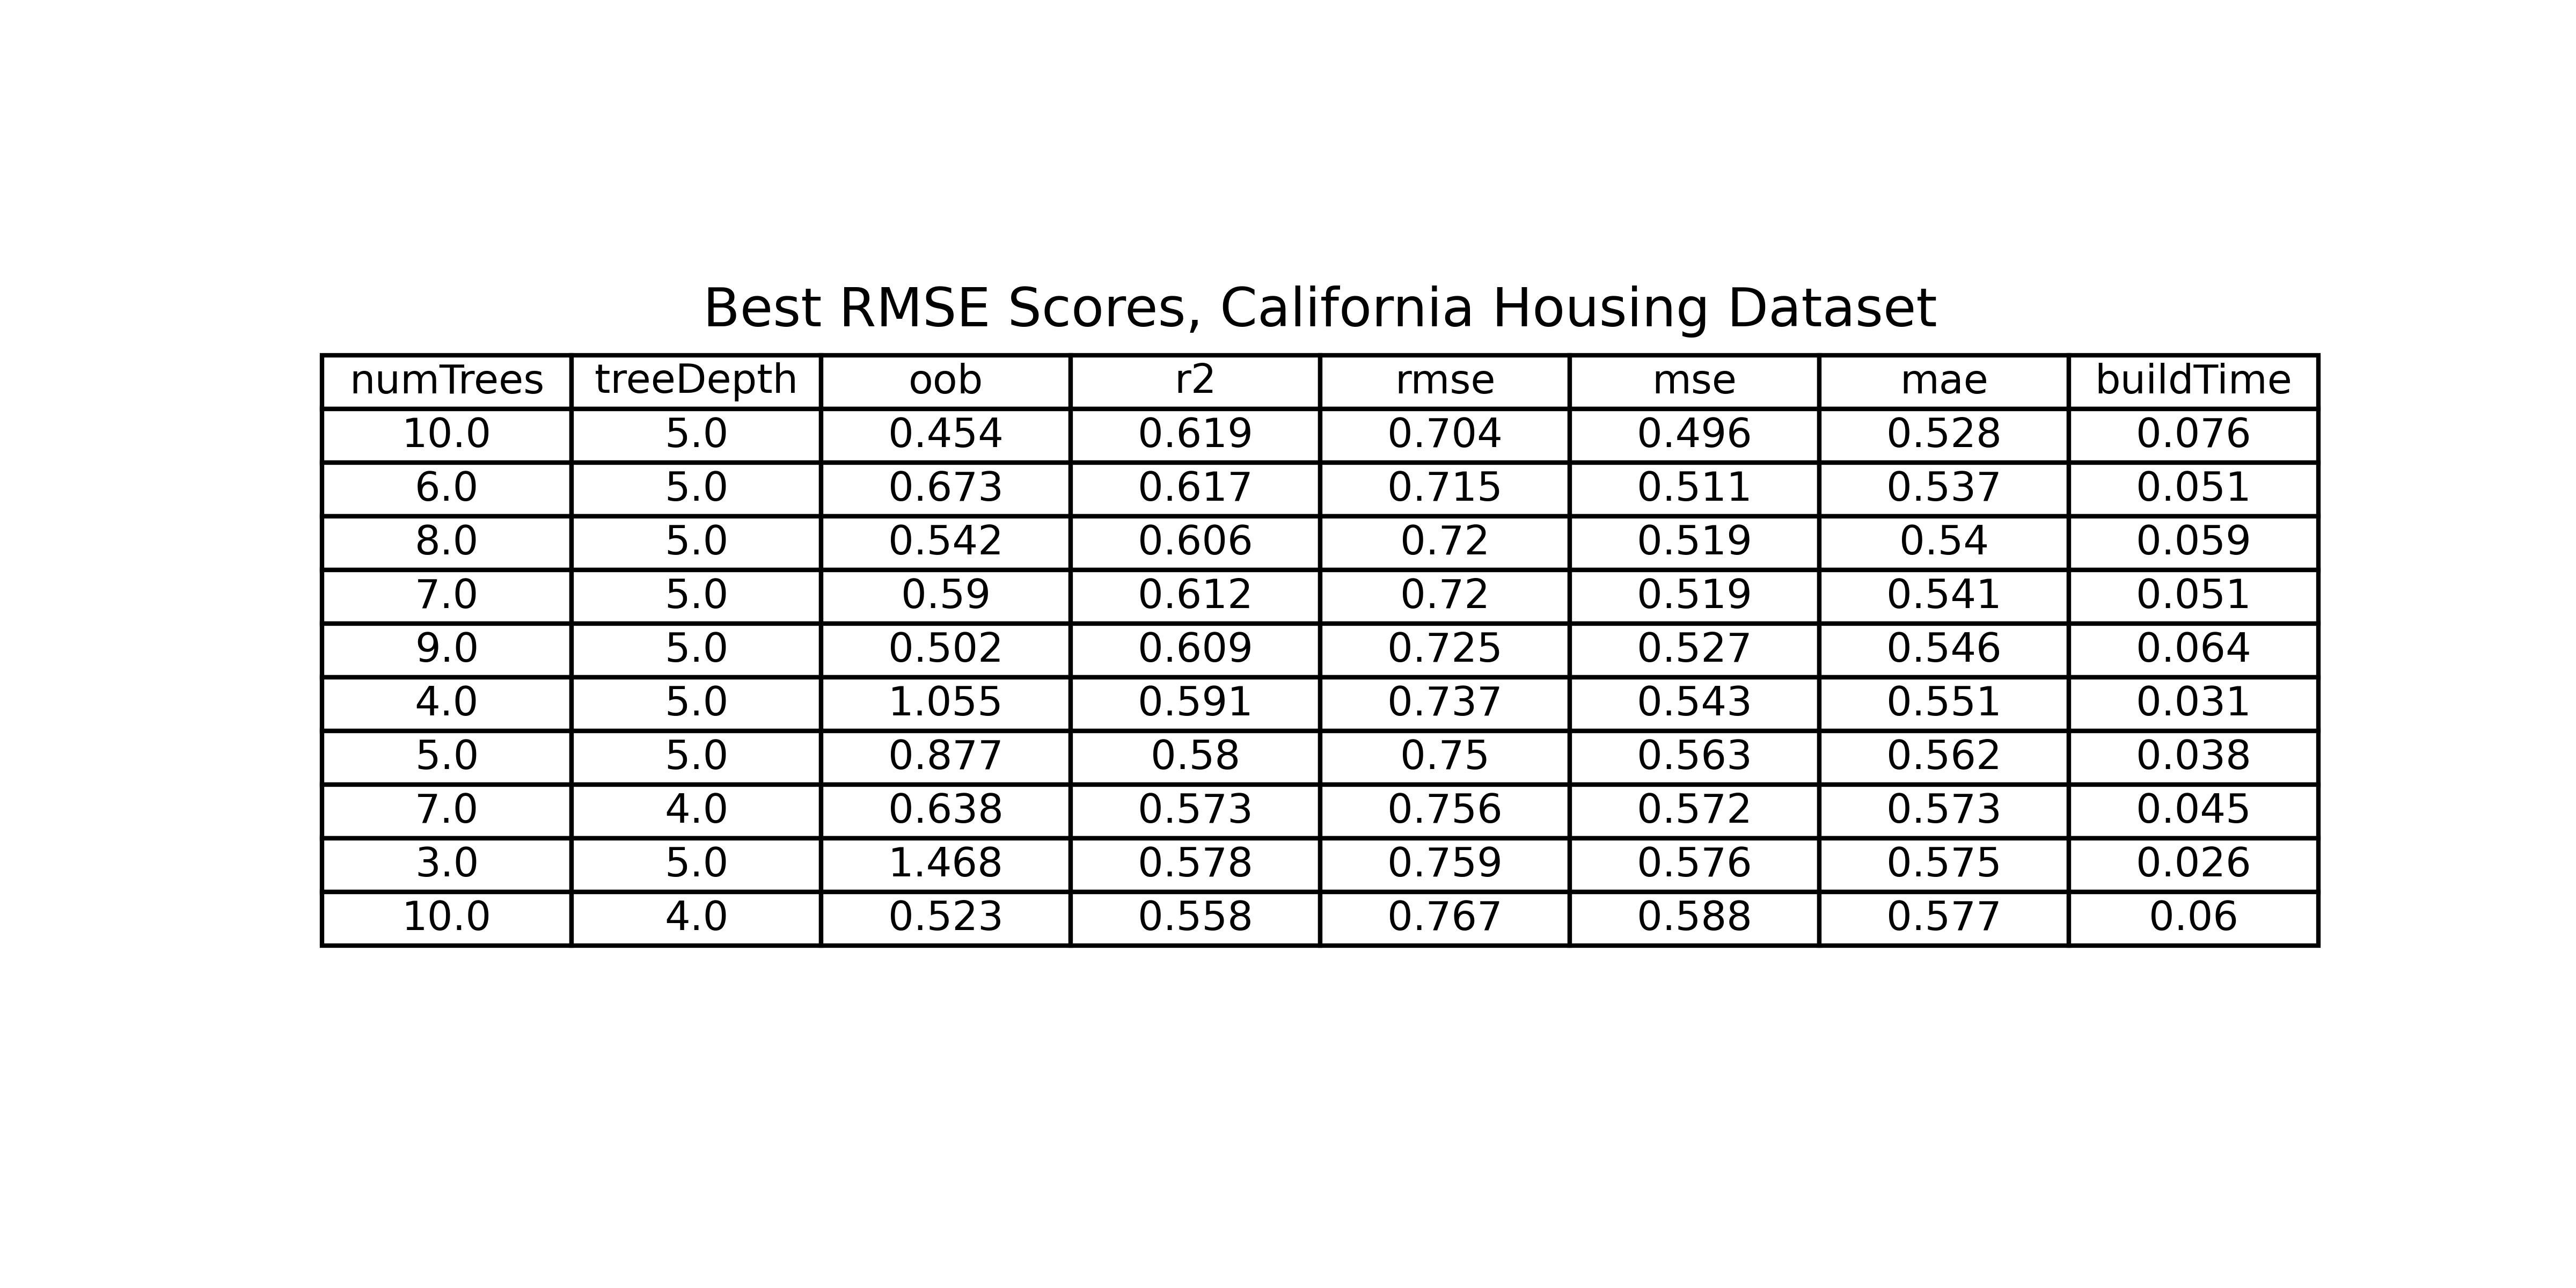 Best RMSE Scores, California Housing Dataset
numTrees treeDepth oob r2 rmse mse mae buildTime
10.0 5.0 0.454 0.619 0.704 0.496 0.528 0.076
6.0 5.0 0.673 0.617 0.715 0.511 0.537 0.051
8.0 5.0 0.542 0.606 0.72 0.519 0.54 0.059
7.0 5.0 0.59 0.612 0.72 0.519 0.541 0.051
9.0 5.0 0.502 0.609 0.725 0.527 0.546 0.064
4.0 5.0 1.055 0.591 0.737 0.543 0.551 0.031
5.0 5.0 0.877 0.58 0.75 0.563 0.562 0.038
7.0 4.0 0.638 0.573 0.756 0.572 0.573 0.045
3.0 5.0 1.468 0.578 0.759 0.576 0.575 0.026
10.0 4.0 0.523 0.558 0.767 0.588 0.577 0.06